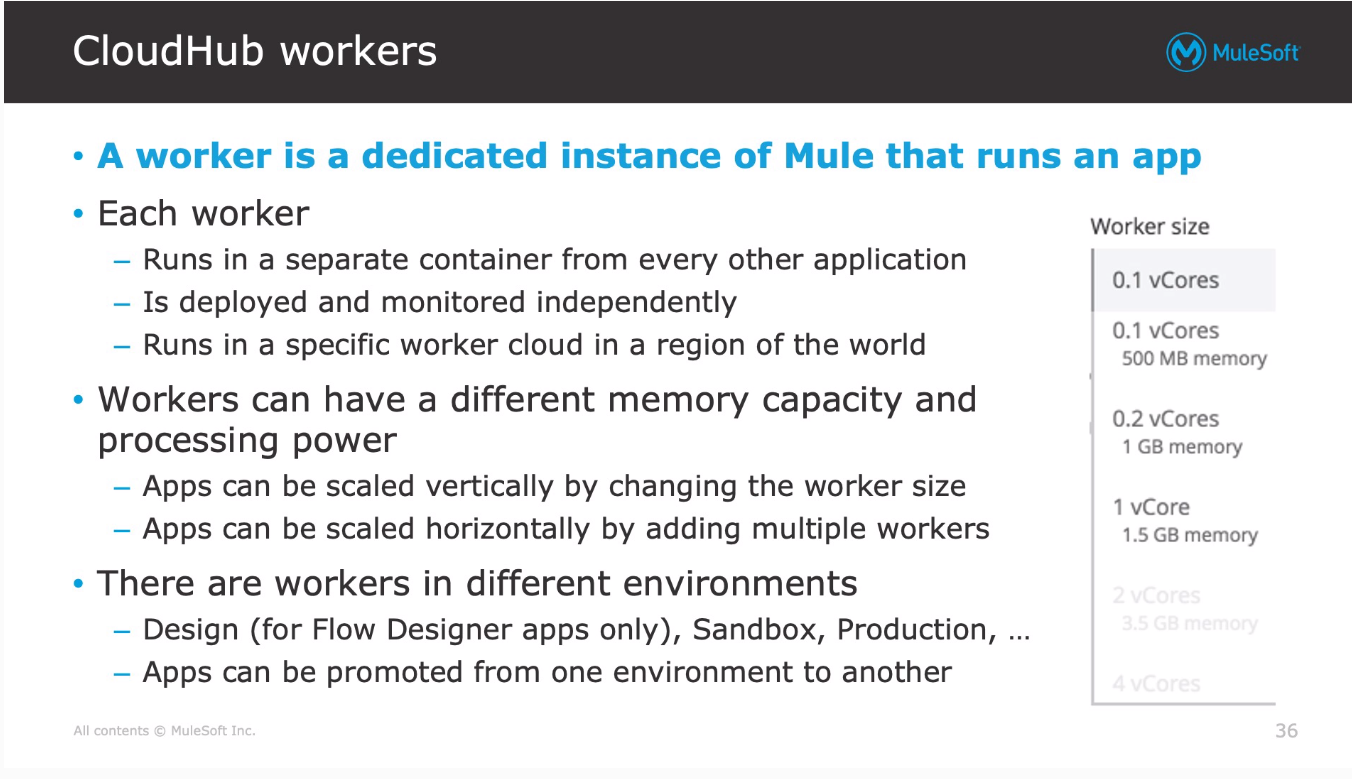 CloudHub workers
MuleSoft
• A worker is a dedicated instance of Mule that runs an app
• Each worker
– Runs in a separate container from every other application
– Is deployed and monitored independently
– Runs in a specific worker cloud in a region of the world
• Workers can have a different memory capacity and
processing power
– Apps can be scaled vertically by changing the worker size
– Apps can be scaled horizontally by adding multiple workers
• There are workers in different environments
– Design (for Flow Designer apps only), Sandbox, Production, …
– Apps can be promoted from one environment to another
Worker size
0.1 vCores
0.1 vCores
500 MB memory
0.2 vCores
1 GB memory
1 vCore
1.5 GB memory
2 vCores
3.5 GB memory
4 vCores
All contents © MuleSoft Inc.
36